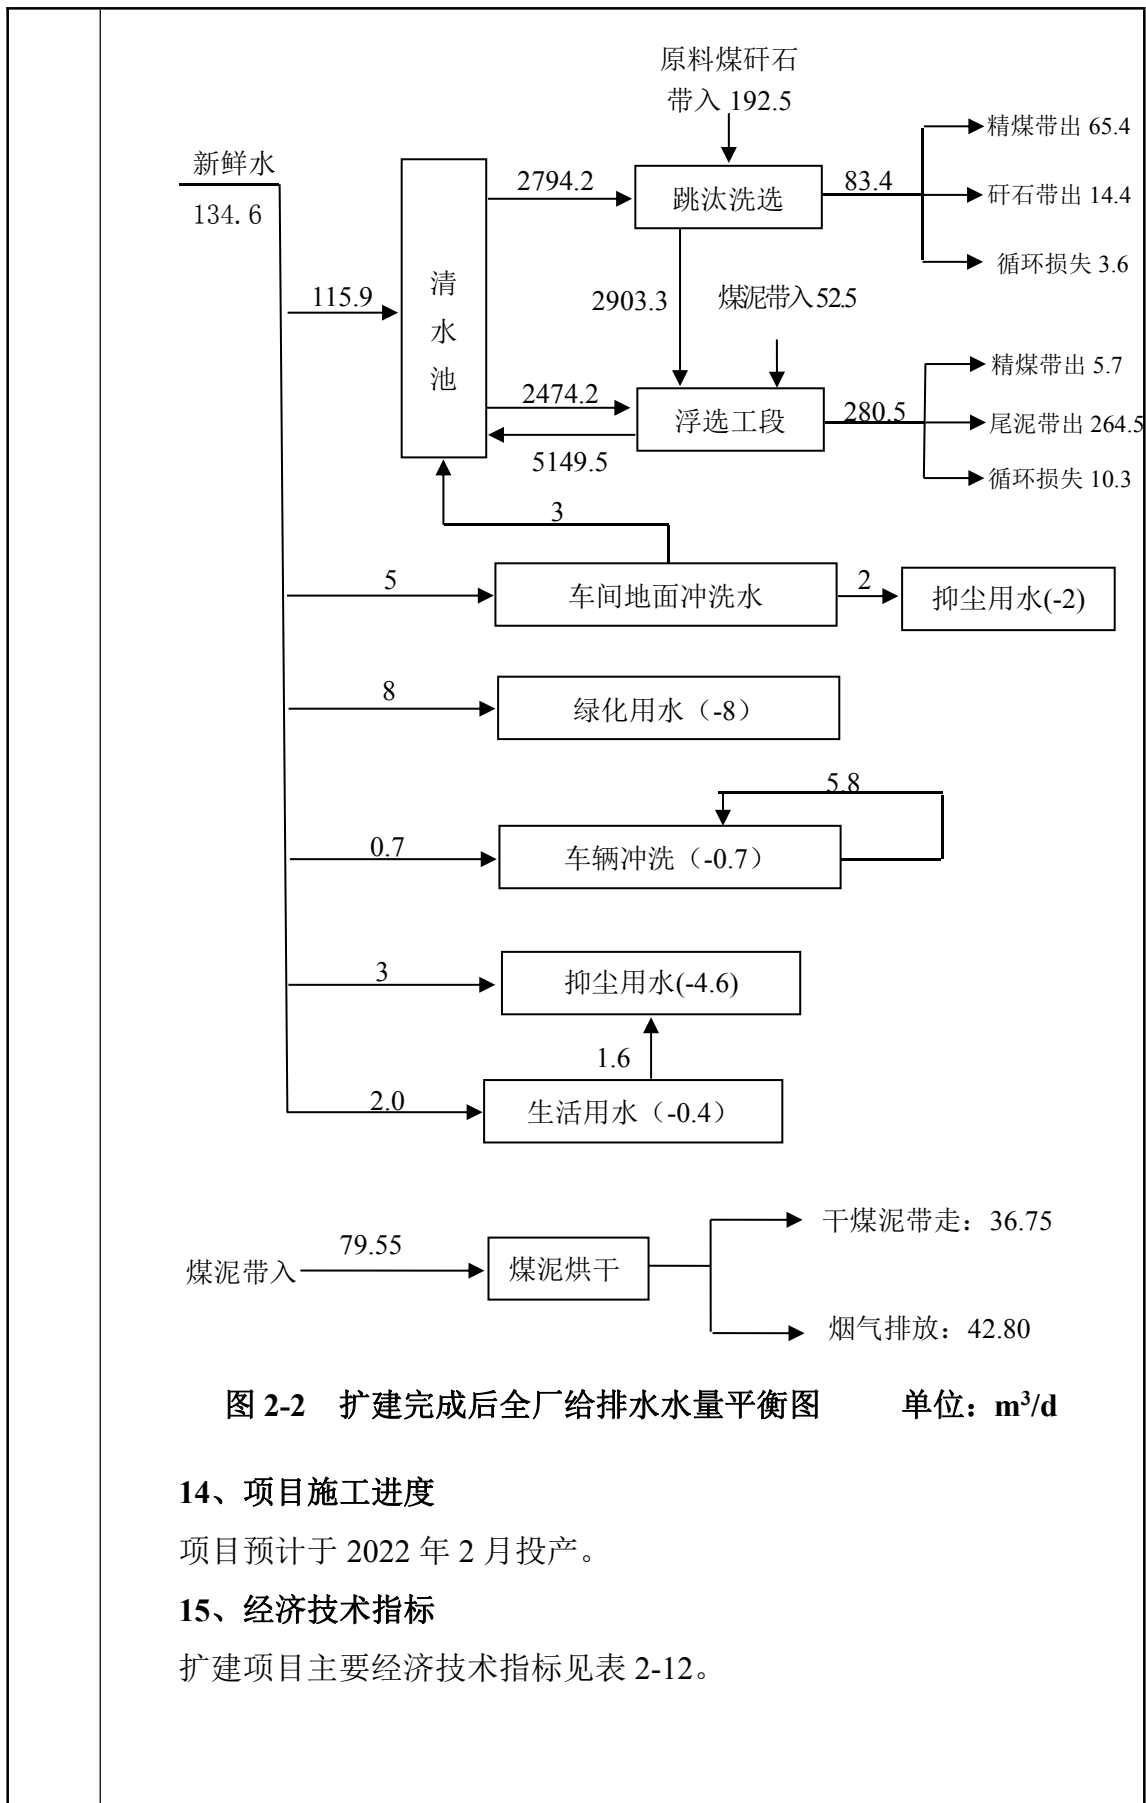 原料煤矸石
带入 192.5
精煤带出 65.4
新鲜水
2794.2
跳汰洗选
83.4
矸石带出 14.4
134. 6
循环损失 3.6
清水池
115.9
2903.3
煤泥带入 52.5
精煤带出 5.7
2474.2
浮选工段
280.5
尾泥带出 264.5
5149.5
循环损失 10.3
3
5
车间地面冲洗水
2
抑尘用水(-2)
8
绿化用水（-8）
5.8
0.7
车辆冲洗（-0.7）
3
抑尘用水(-4.6)
1.6
2.0
生活用水（-0.4）
干煤泥带走：36.75
79.55
煤泥带入
煤泥烘干
烟气排放：42.80
图 2-2 扩建完成后全厂给排水水量平衡图 单位：m³/d
14、项目施工进度
项目预计于 2022 年 2 月投产。
15、经济技术指标
扩建项目主要经济技术指标见表 2-12。